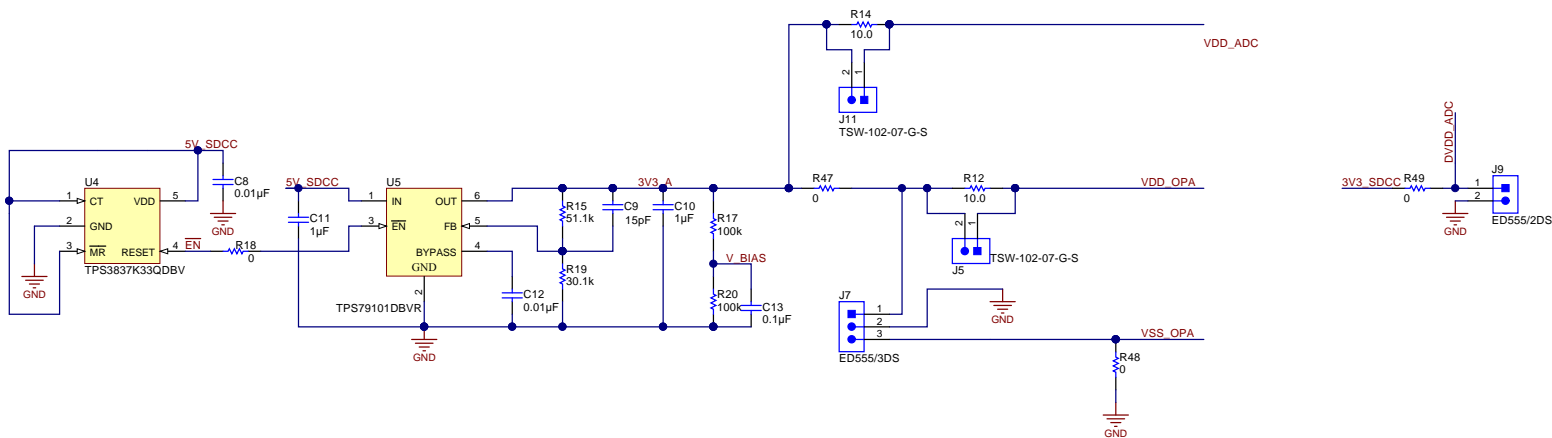 R14
10.0
VDD_ADC
2
1
J11
TSW-102-07-G-S
5V_SDCC
U4
1
CT
VDD
5
2
GND
3
MR
RESET
4
TPS3837K33QDBV
GND
C8
0.01µF
GND
EN
R18
0
5V_SDCC
C11
1µF
U5
1
IN
OUT
6
3
EN
FB
5
BYPASS
4
GND
2
TPS79101DBVR
GND
C12
0.01µF
R15
51.1k
R19
30.1k
C9
15pF
3V3_A
C10
1µF
R17
100k
V_BIAS
R20
100k
C13
0.1µF
R47
0
R12
10.0
VDD_OPA
2
1
J5
TSW-102-07-G-S
J7
1
2
3
ED555/3DS
GND
VSS_OPA
R48
0
GND
3V3_SDCC
R49
0
DVDD_ADC
J9
1
2
ED555/2DS
GND